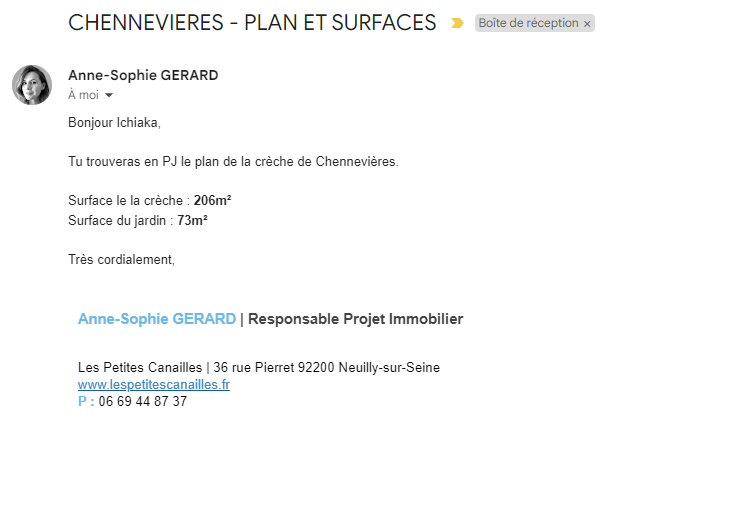 CHENNEVIERES - PLAN ET SURFACES
Boîte de réception ×
Anne-Sophie GERARD
À moi
Bonjour Ichiaka,
Tu trouveras en PJ le plan de la crèche de Chennevières.
Surface le la crèche : 206m²
Surface du jardin : 73m²
Très cordialement,
Anne-Sophie GERARD | Responsable Projet Immobilier
Les Petites Canailles | 36 rue Pierret 92200 Neuilly-sur-Seine
www.lespetitescanailles.fr
P : 06 69 44 87 37